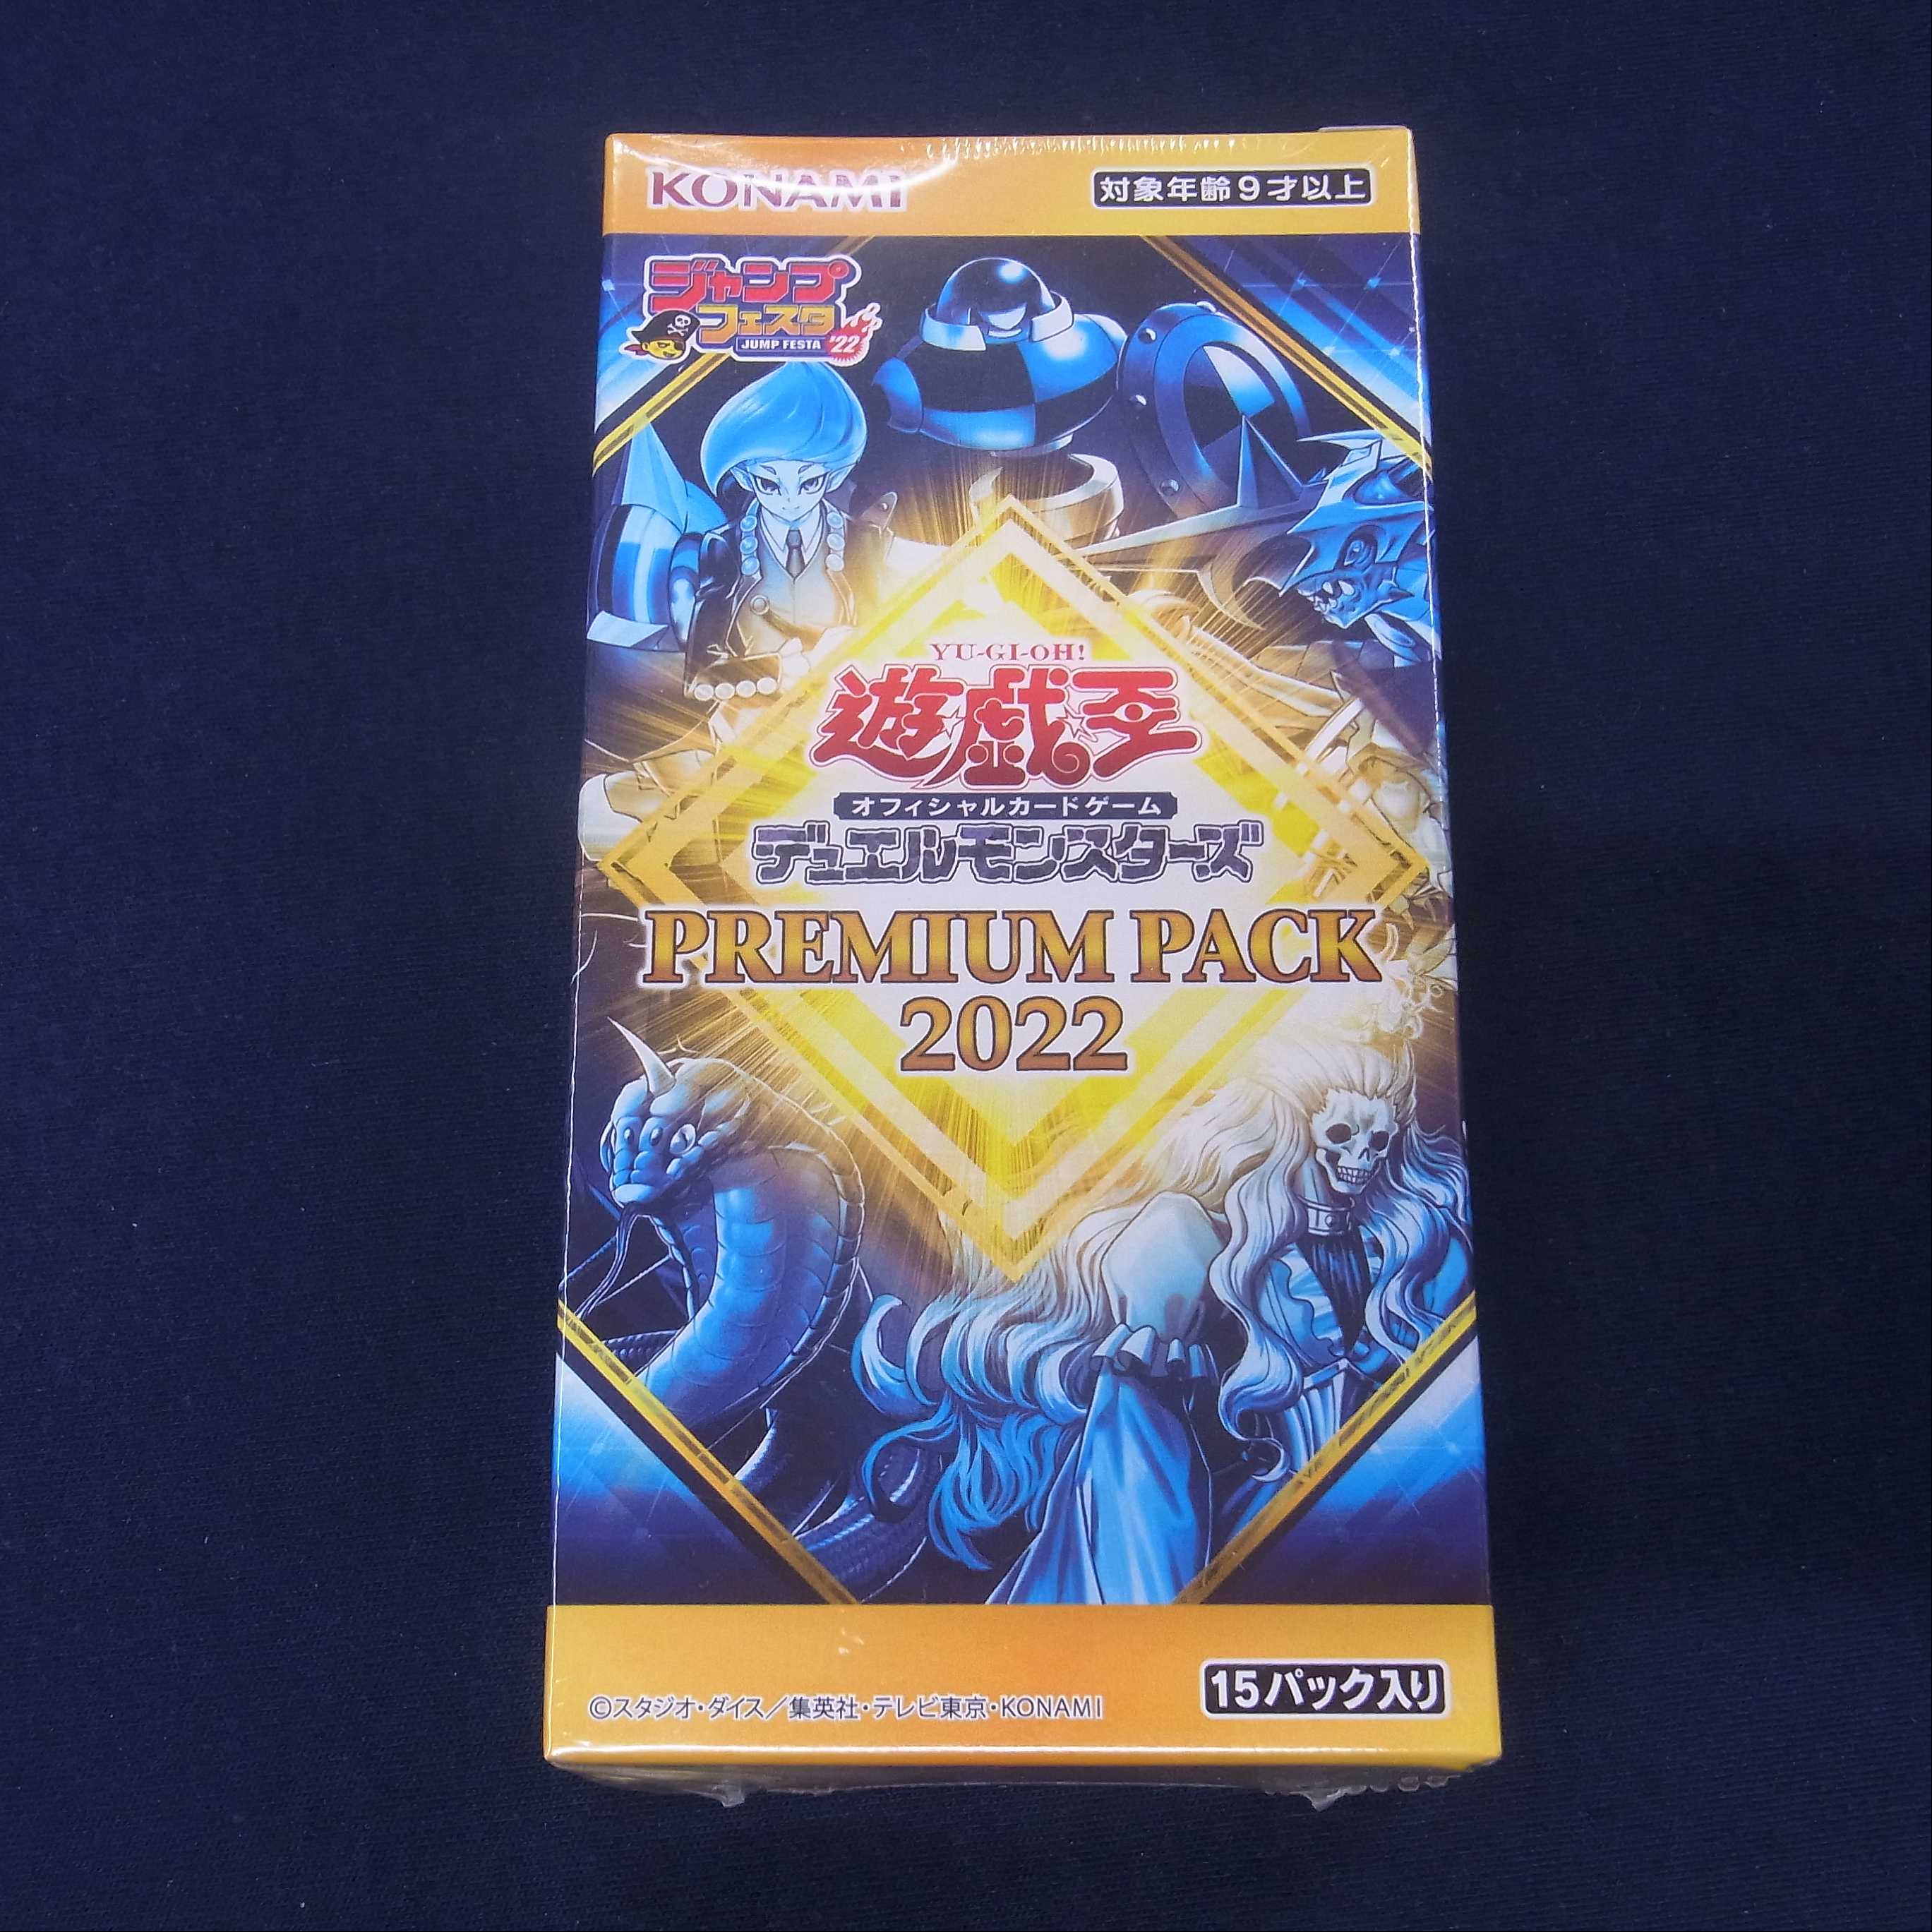 KONAMI
対象年齢9才以上
ジャンプ
フェスタ
JUMP FESTA '22
YU-GI-OH!
遊戯王
オフィシャルカードゲーム
デュエルモンスターズ
PREMIUM PACK
2022
15パック入り
©スタジオ・ダイス／集英社・テレビ東京・KONAMI